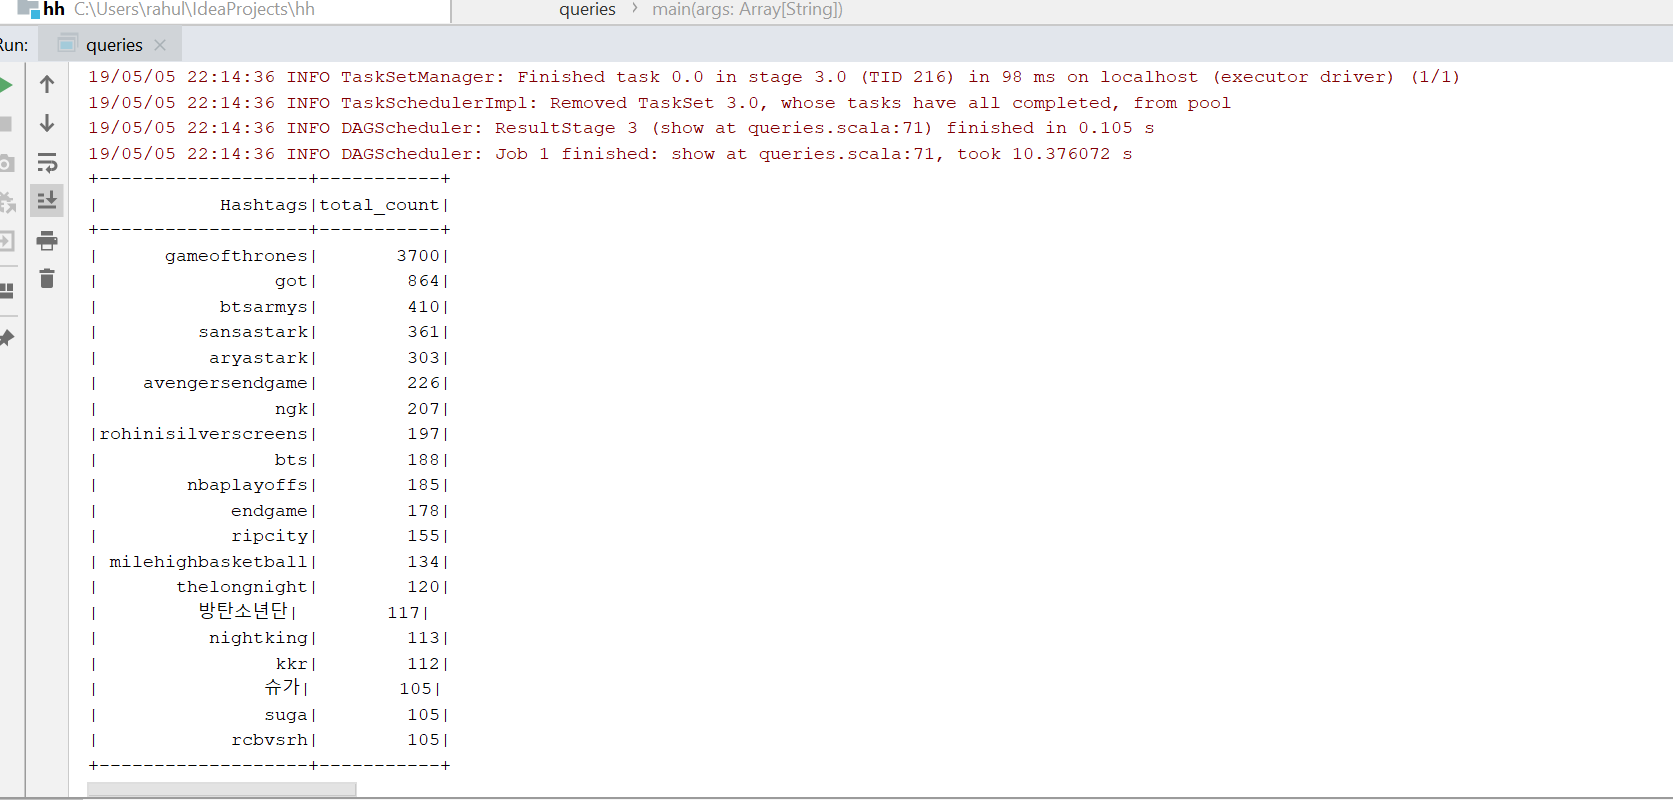 hh C:\Users\rahul\IdeaProjects\hh queries › main(args: Array[String])
Run: queries
19/05/05 22:14:36 INFO TaskSetManager: Finished task 0.0 in stage 3.0 (TID 216) in 98 ms on localhost (executor driver) (1/1)
19/05/05 22:14:36 INFO TaskSchedulerImpl: Removed TaskSet 3.0, whose tasks have all completed, from pool
19/05/05 22:14:36 INFO DAGScheduler: ResultStage 3 (show at queries.scala:71) finished in 0.105 s
19/05/05 22:14:36 INFO DAGScheduler: Job 1 finished: show at queries.scala:71, took 10.376072 s
+-------------------+-----------+
|           Hashtags|total_count|
+-------------------+-----------+
|      gameofthrones|       3700|
|                got|        864|
|           btsarmys|        410|
|         sansastark|        361|
|          aryastark|        303|
|    avengersendgame|        226|
|                ngk|        207|
|rohinisilverscreens|        197|
|                bts|        188|
|        nbaplayoffs|        185|
|            endgame|        178|
|            ripcity|        155|
| milehighbasketball|        134|
|       thelongnight|        120|
|         방탄소년단|        117|
|          nightking|        113|
|                kkr|        112|
|               슈가|        105|
|               suga|        105|
|            rcbvsrh|        105|
+-------------------+-----------+